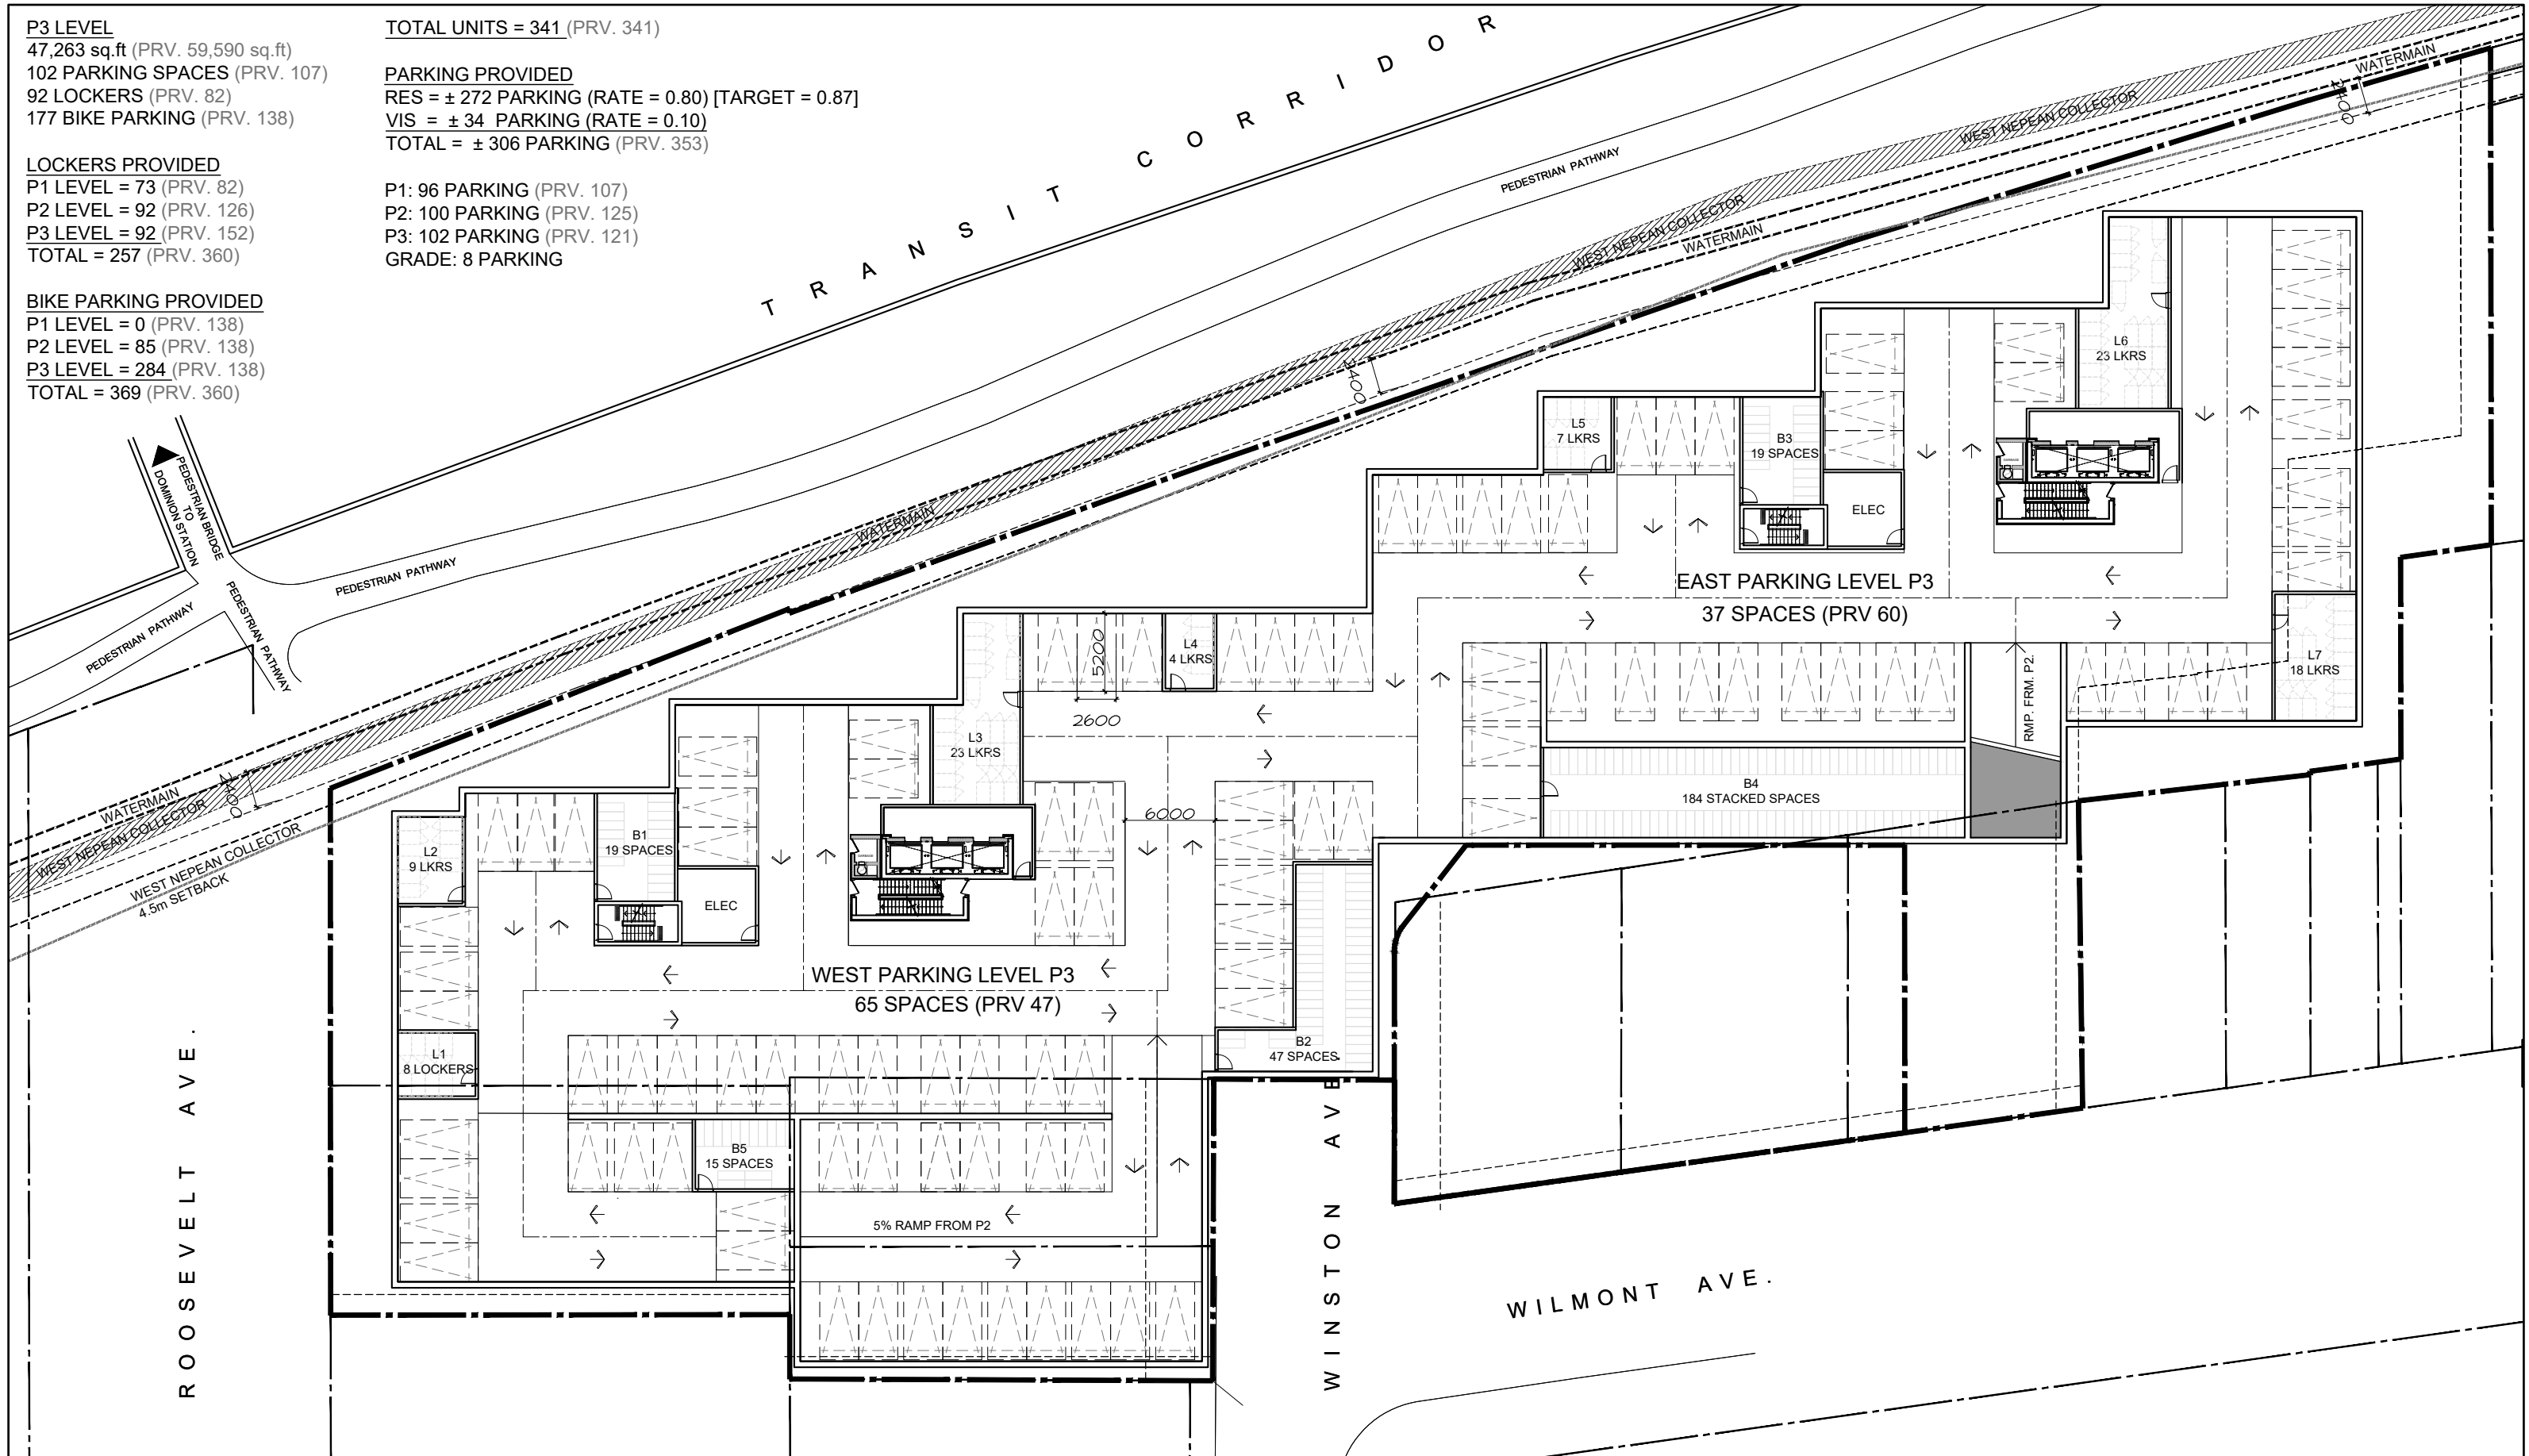 P3 LEVEL
47,263 sq.ft (PRV. 59,590 sq.ft)
102 PARKING SPACES (PRV. 107)
92 LOCKERS (PRV. 82)
177 BIKE PARKING (PRV. 138)
LOCKERS PROVIDED
P1 LEVEL = 73 (PRV. 82)
P2 LEVEL = 92 (PRV. 126)
P3 LEVEL = 92 (PRV. 152)
TOTAL = 257 (PRV. 360)
BIKE PARKING PROVIDED
P1 LEVEL = 0 (PRV. 138)
P2 LEVEL = 85 (PRV. 138)
P3 LEVEL = 284 (PRV. 138)
TOTAL = 369 (PRV. 360)
TOTAL UNITS = 341 (PRV. 341)
PARKING PROVIDED
RES = ± 272 PARKING (RATE = 0.80) [TARGET = 0.87]
VIS = ± 34 PARKING (RATE = 0.10)
TOTAL = ± 306 PARKING (PRV. 353)
P1: 96 PARKING (PRV. 107)
P2: 100 PARKING (PRV. 125)
P3: 102 PARKING (PRV. 121)
GRADE: 8 PARKING
TRANSIT CORRIDOR
WATERMAIN
2400
WEST NEPEAN COLLECTOR
PEDESTRIAN PATHWAY
WEST NEPEAN COLLECTOR
WATERMAIN
2400
WATERMAIN
PEDESTRIAN BRIDGE
TO
DOMINION STATION
PEDESTRIAN PATHWAY
PEDESTRIAN PATHWAY
PEDESTRIAN PATHWAY
2400
WATERMAIN
WEST NEPEAN COLLECTOR
WEST NEPEAN COLLECTOR
4.5m SETBACK
L6
23 LKRS
L5
7 LKRS
B3
19 SPACES
ELEC
EAST PARKING LEVEL P3
37 SPACES (PRV 60)
L7
18 LKRS
RMP. FRM. P2.
B4
184 STACKED SPACES
5200
L4
4 LKRS
2600
L3
23 LKRS
6000
L2
9 LKRS
B1
19 SPACES
ELEC
WEST PARKING LEVEL P3
65 SPACES (PRV 47)
B2
47 SPACES
L1
8 LOCKERS
B5
15 SPACES
5% RAMP FROM P2
ROOSEVELT AVE.
WINSTON AVE
WILMONT AVE.